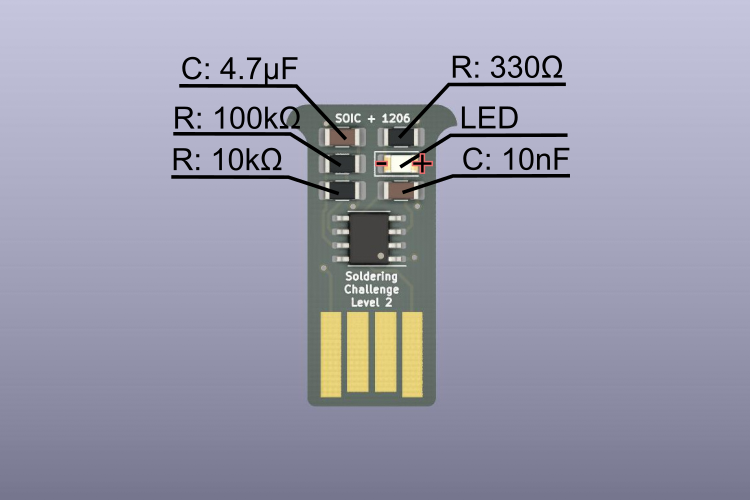 C: 4.7µF
R: 330Ω
R: 100kΩ
SOIC + 1206
LED
R: 10kΩ
- +
C: 10nF
Soldering
Challenge
Level 2